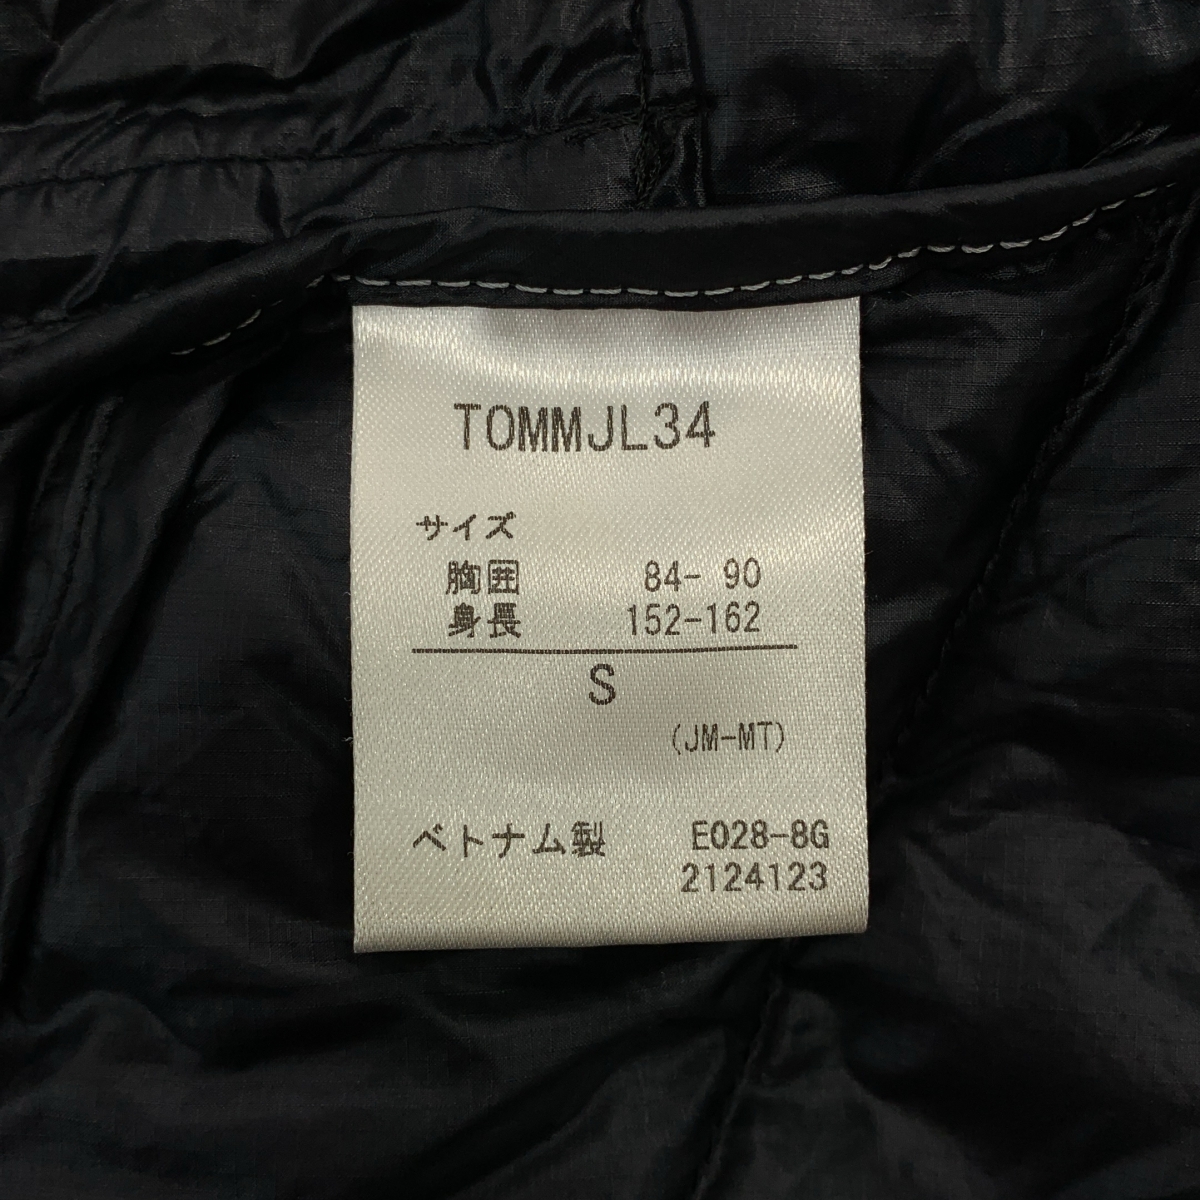 TOMMJL34
サイズ
胸囲 84- 90
身長 152-162
S
(JM-MT)
ベトナム製 E028-8G
2124123